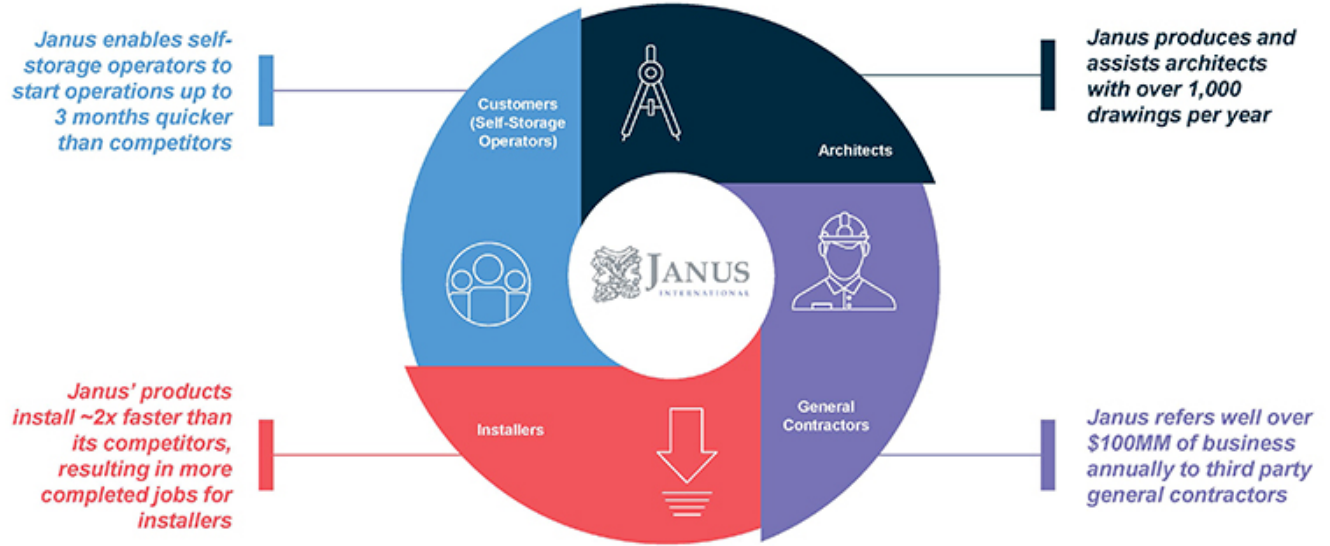 Janus enables self-
storage operators to
start operations up to
3 months quicker
than competitors
Customers
(Self-Storage
Operators)
Architects
Janus produces and
assists architects
with over 1,000
drawings per year
JANUS
INTERNATIONAL
Janus' products
install ~2x faster than
its competitors,
resulting in more
completed jobs for
installers
Installers
General
Contractors
Janus refers well over
$100MM of business
annually to third party
general contractors